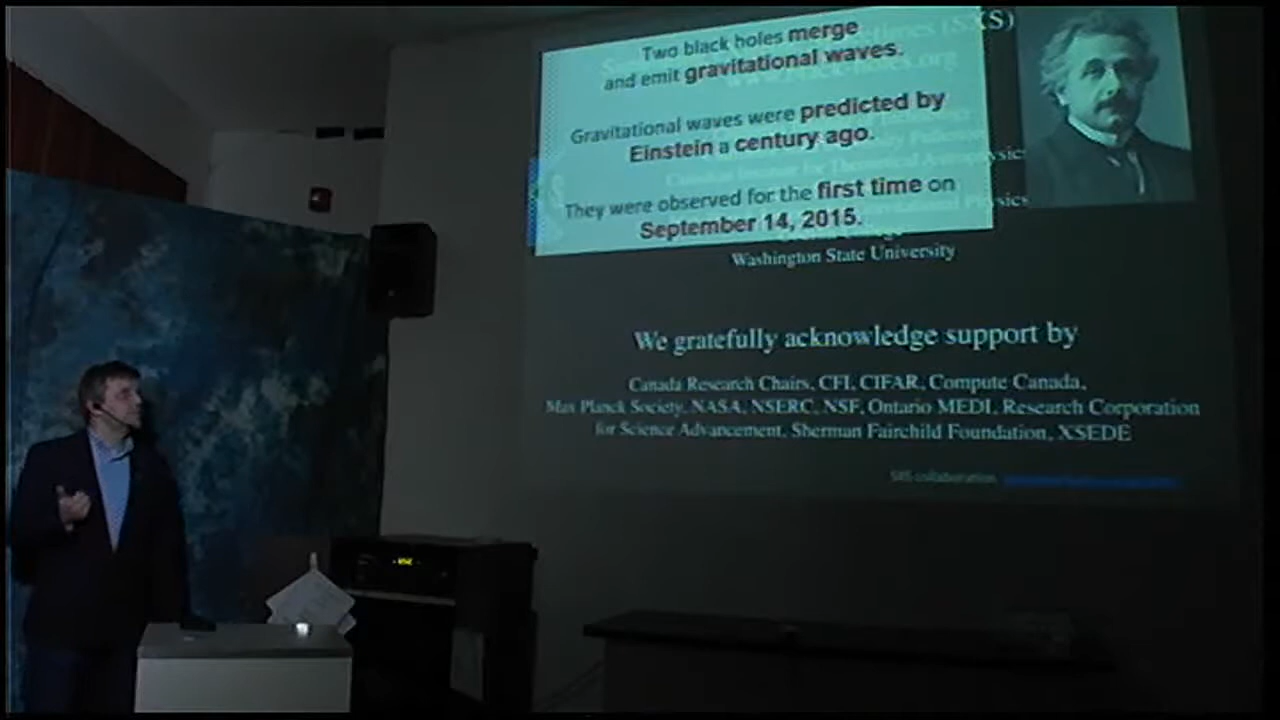 Two black holes merge
and emit gravitational waves.
Gravitational waves were predicted by
Einstein a century ago.
They were observed for the first time on
September 14, 2015.
Washington State University
We gratefully acknowledge support by
Canada Research Chairs, CFI, CIFAR, Compute Canada,
Max Planck Society, NASA, NSERC, NSF, Ontario MEDI, Research Corporation
for Science Advancement, Sherman Fairchild Foundation, XSEDE
SXS collaboration